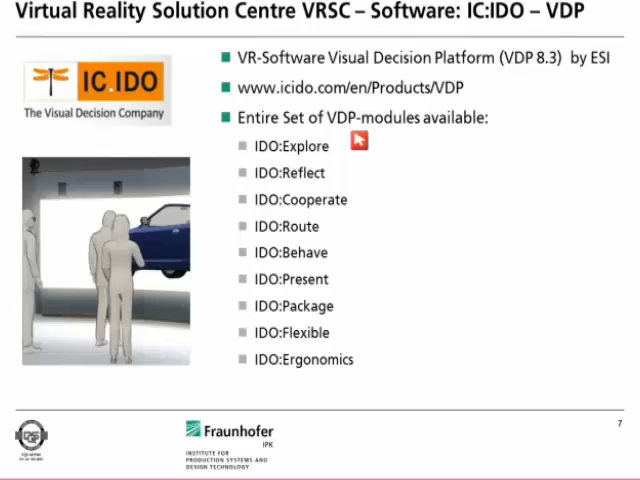 Virtual Reality Solution Centre VRSC – Software: IC:IDO – VDP
IC.IDO
The Visual Decision Company
VR-Software Visual Decision Platform (VDP 8.3) by ESI
www.icido.com/en/Products/VDP
Entire Set of VDP-modules available:
IDO:Explore
IDO:Reflect
IDO:Cooperate
IDO:Route
IDO:Behave
IDO:Present
IDO:Package
IDO:Flexible
IDO:Ergonomics
7
Fraunhofer
IPK
INSTITUTE FOR
PRODUCTION SYSTEMS AND
DESIGN TECHNOLOGY